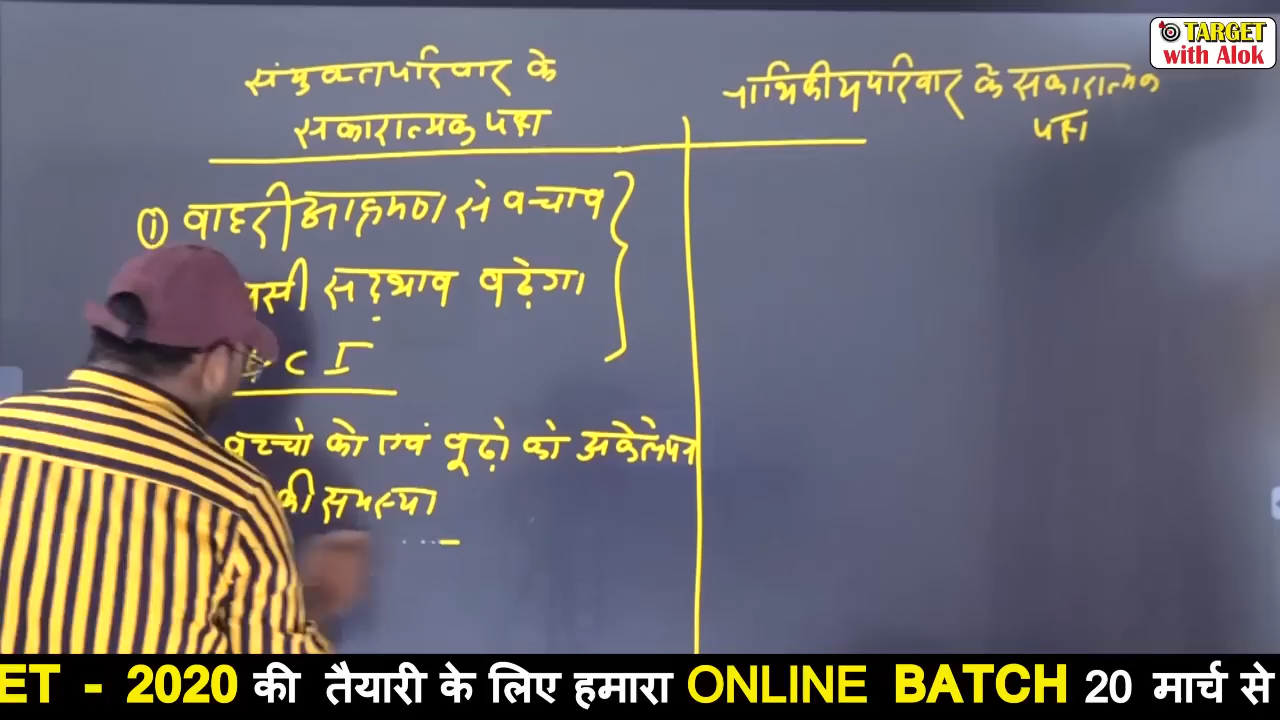 TARGET
with Alok
संयुक्त परिवार के
सकारात्मक पक्ष
नाभिकीय परिवार के सकारात्मक
पक्ष
① बाहरी आक्रमण से बचाव
सद्भाव बढ़ेगा
C I
बच्चो को एवं बूढ़ो को अकेलेपन
की समस्या
ET - 2020 की तैयारी के लिए हमारा ONLINE BATCH 20 मार्च से